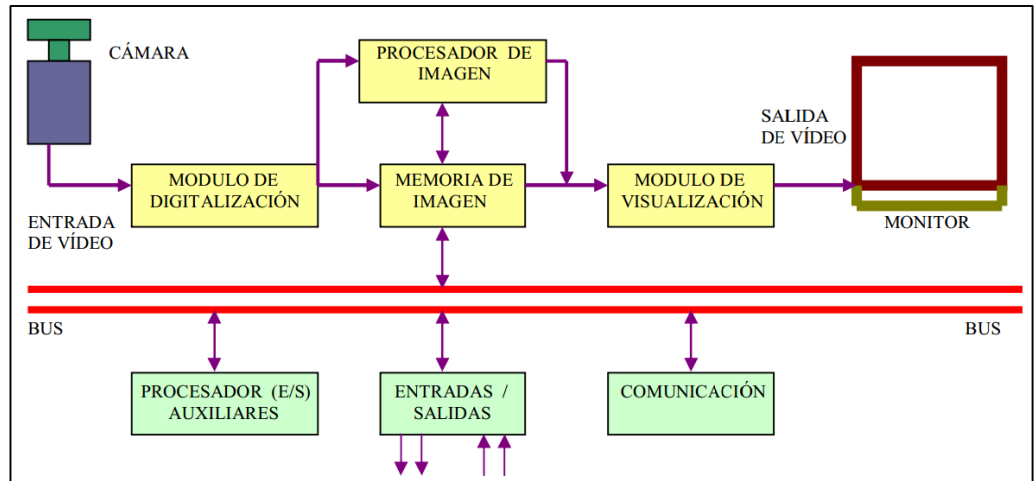 CÁMARA
PROCESADOR DE
IMAGEN
SALIDA
DE VÍDEO
MODULO DE
DIGITALIZACIÓN
MEMORIA DE
IMAGEN
MODULO DE
VISUALIZACIÓN
ENTRADA
DE VÍDEO
MONITOR
BUS
BUS
PROCESADOR (E/S)
AUXILIARES
ENTRADAS /
SALIDAS
COMUNICACIÓN